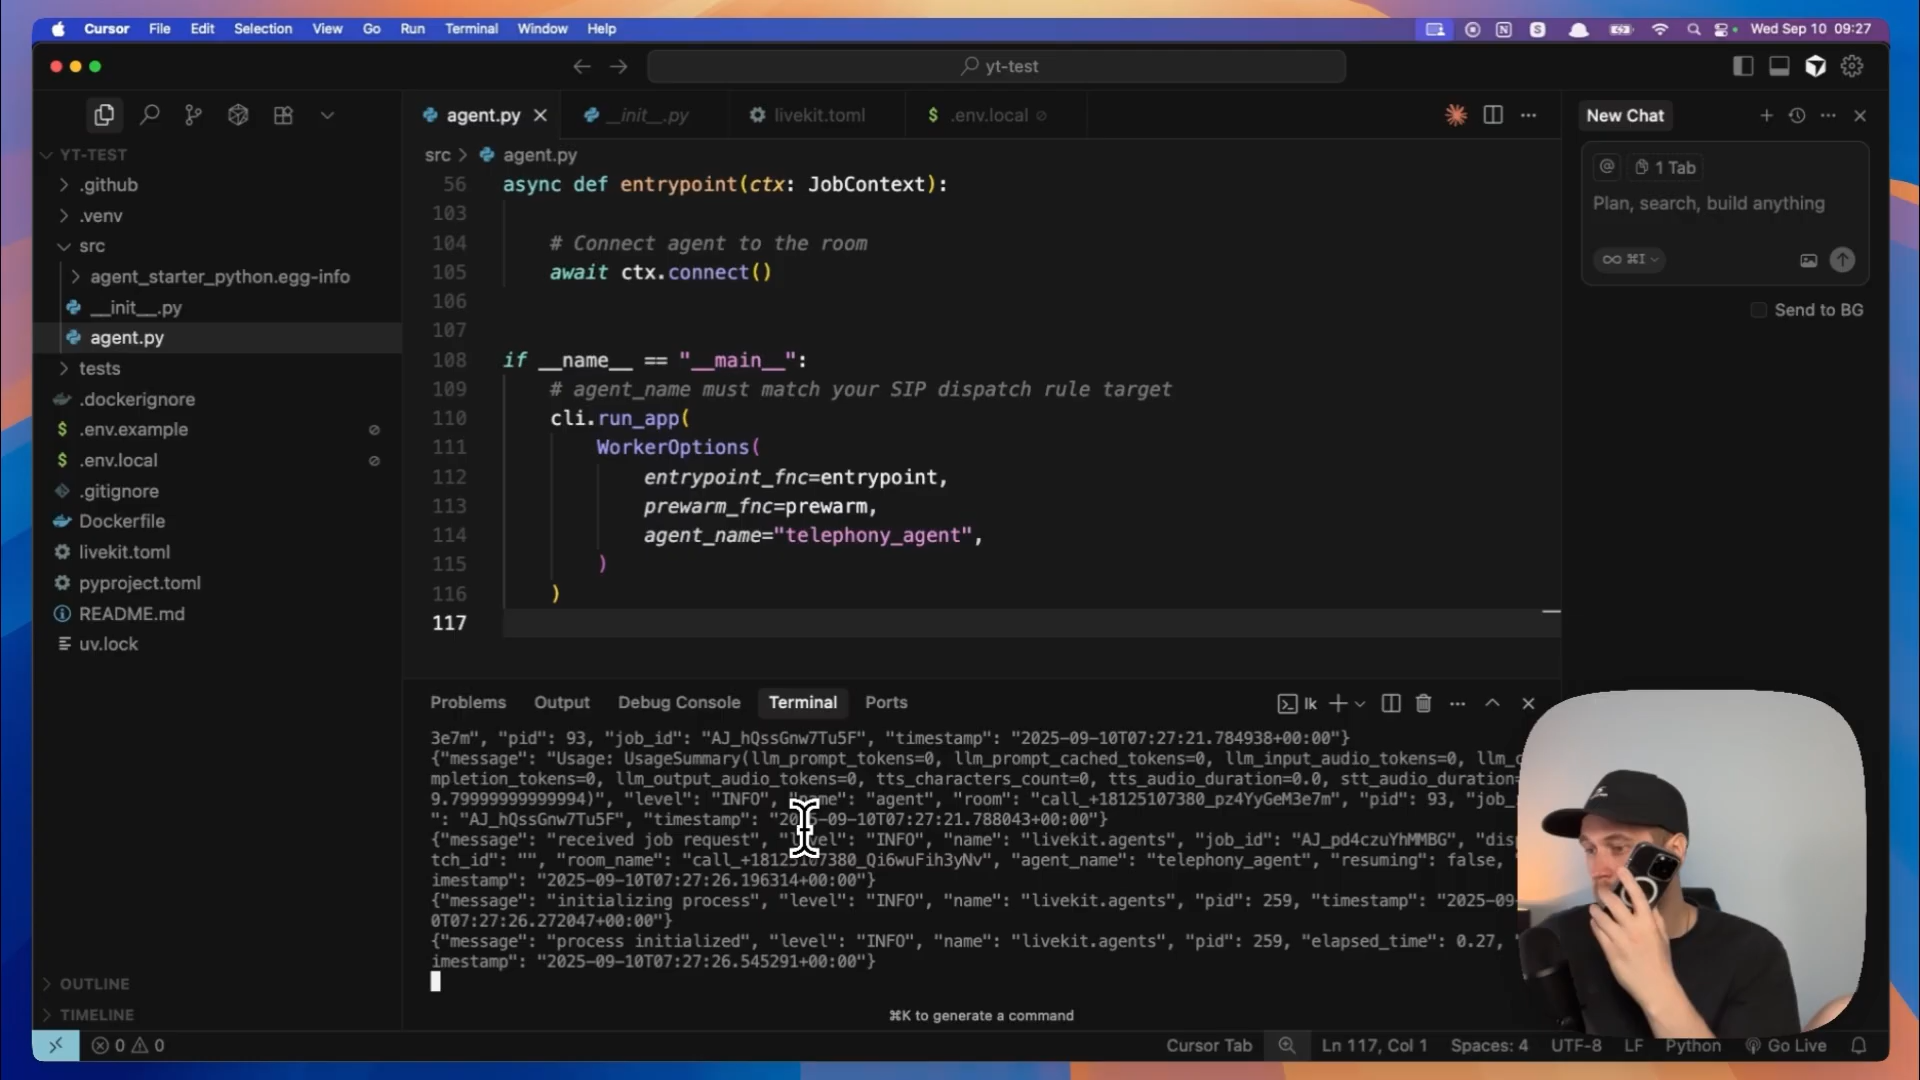 Cursor File Edit Selection View Go Run Terminal Window Help Wed Sep 10 09:27
yt-test
agent.py
__init__.py
livekit.toml
$ .env.local
New Chat
YT-TEST
.github
.venv
src
agent_starter_python.egg-info
__init__.py
agent.py
tests
.dockerignore
$ .env.example
$ .env.local
.gitignore
Dockerfile
livekit.toml
pyproject.toml
README.md
uv.lock
OUTLINE
TIMELINE
src > agent.py
56 async def entrypoint(ctx: JobContext):
103
104 # Connect agent to the room
105 await ctx.connect()
106
107
108 if __name__ == "__main__":
109 # agent_name must match your SIP dispatch rule target
110 cli.run_app(
111 WorkerOptions(
112 entrypoint_fnc=entrypoint,
113 prewarm_fnc=prewarm,
114 agent_name="telephony_agent",
115 )
116 )
117
@ 1 Tab
Plan, search, build anything
∞ ⌘I
Send to BG
Problems Output Debug Console Terminal Ports
lk
3e7m", "pid": 93, "job_id": "AJ_hQssGnw7Tu5F", "timestamp": "2025-09-10T07:27:21.784938+00:00"}
{"message": "Usage: UsageSummary(llm_prompt_tokens=0, llm_prompt_cached_tokens=0, llm_input_audio_tokens=0, llm_c
mpletion_tokens=0, llm_output_audio_tokens=0, tts_characters_count=0, tts_audio_duration=0.0, stt_audio_duration=
9.79999999999994)", "level": "INFO", "name": "agent", "room": "call_+18125107380_pz4YyGeM3e7m", "pid": 93, "job_
": "AJ_hQssGnw7Tu5F", "timestamp": "2025-09-10T07:27:21.788043+00:00"}
{"message": "received job request", "level": "INFO", "name": "livekit.agents", "job_id": "AJ_pd4czuYhMMBG", "disp
tch_id": "", "room_name": "call_+18125107380_Qi6wuFih3yNv", "agent_name": "telephony_agent", "resuming": false, "
imestamp": "2025-09-10T07:27:26.196314+00:00"}
{"message": "initializing process", "level": "INFO", "name": "livekit.agents", "pid": 259, "timestamp": "2025-09-
0T07:27:26.272047+00:00"}
{"message": "process initialized", "level": "INFO", "name": "livekit.agents", "pid": 259, "elapsed_time": 0.27, "
imestamp": "2025-09-10T07:27:26.545291+00:00"}
⌘K to generate a command
0 0
Cursor Tab Ln 117, Col 1 Spaces: 4 UTF-8 LF Python Go Live